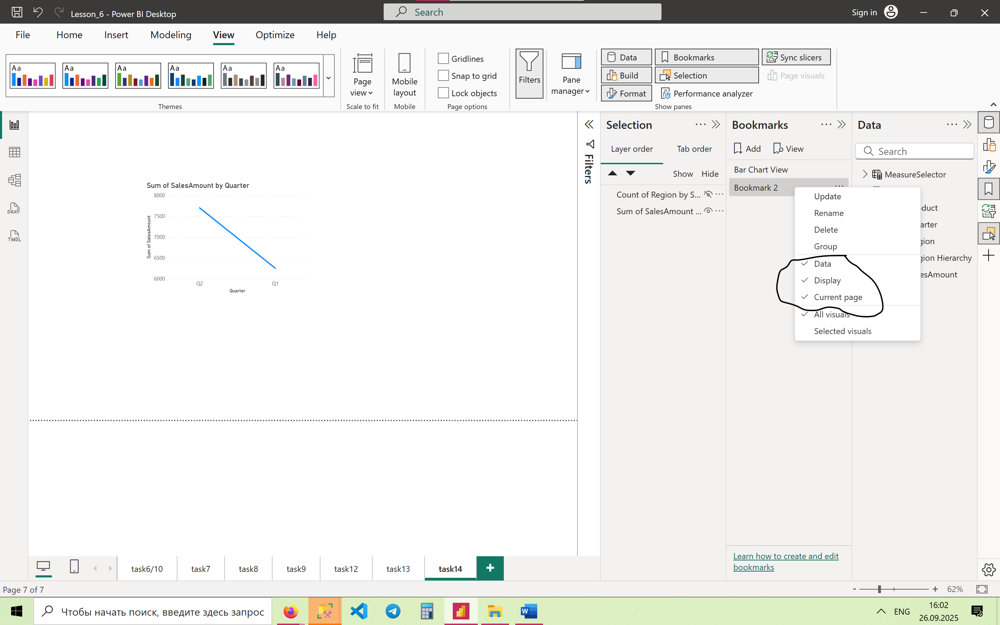 Lesson_6 - Power BI Desktop
Search
Sign in
File Home Insert Modeling View Optimize Help
Aa Aa Aa Aa Aa Aa
Themes
Page view
Scale to fit
Mobile layout
Mobile
Gridlines
Snap to grid
Lock objects
Page options
Filters
Pane manager
Data
Build
Format
Bookmarks
Selection
Performance analyzer
Sync slicers
Page visuals
Show panes
DAX
TMDL
Sum of SalesAmount by Quarter
Sum of SalesAmount
8000
7500
7000
6500
6000
Q2 Q1
Quarter
Filters
Selection
Layer order Tab order
Show Hide
Count of Region by S...
Sum of SalesAmount ...
Bookmarks
Add View
Bar Chart View
Bookmark 2
Update
Rename
Delete
Group
Data
Display
Current page
All visuals
Selected visuals
Learn how to create and edit
bookmarks
Data
Search
MeasureSelector
duct
arter
gion
gion Hierarchy
esAmount
task6/10 task7 task8 task9 task12 task13 task14
Page 7 of 7
- + 62%
Чтобы начать поиск, введите здесь запрос
ENG
16:02
26.09.2025